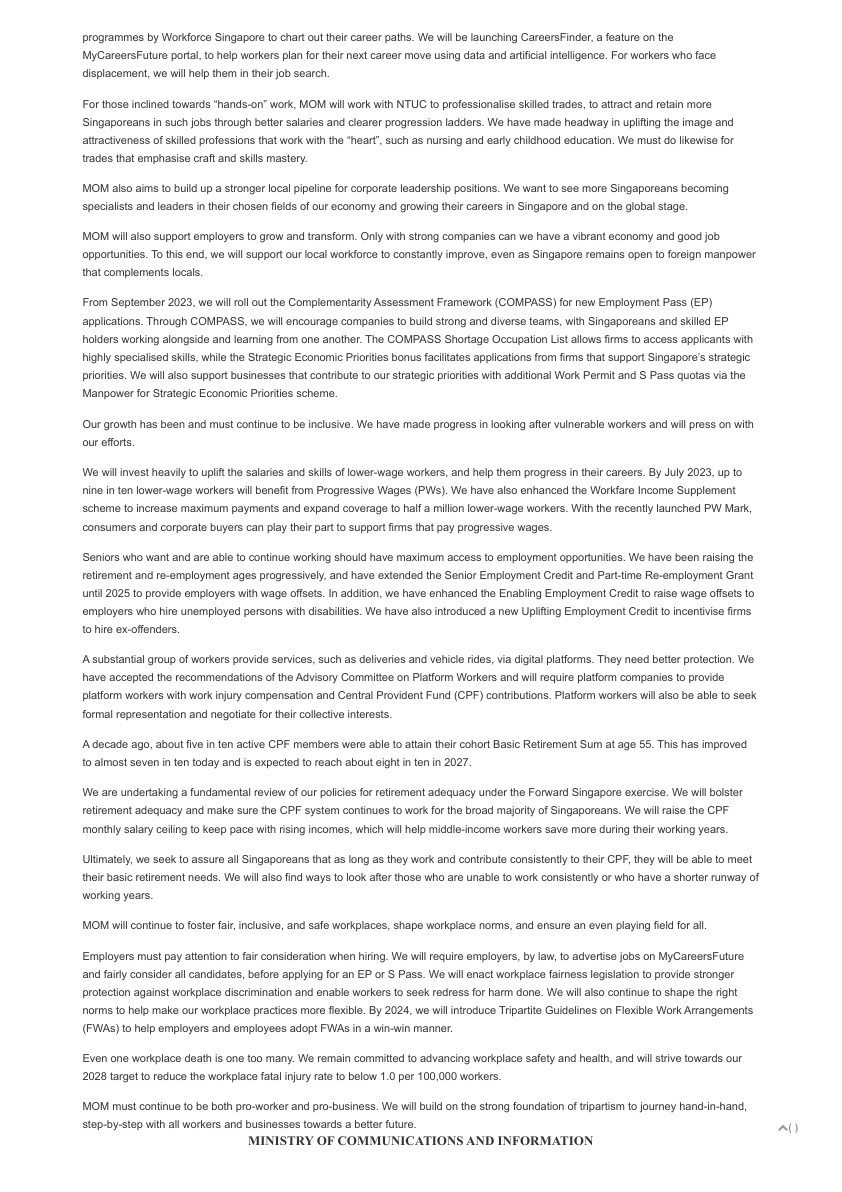 programmes by Workforce Singapore to chart out their career paths. We will be launching CareersFinder, a feature on the
MyCareersFuture portal, to help workers plan for their next career move using data and artificial intelligence. For workers who face
displacement, we will help them in their job search.
For those inclined towards “hands-on” work, MOM will work with NTUC to professionalise skilled trades, to attract and retain more
Singaporeans in such jobs through better salaries and clearer progression ladders. We have made headway in uplifting the image and
attractiveness of skilled professions that work with the “heart”, such as nursing and early childhood education. We must do likewise for
trades that emphasise craft and skills mastery.
MOM also aims to build up a stronger local pipeline for corporate leadership positions. We want to see more Singaporeans becoming
specialists and leaders in their chosen fields of our economy and growing their careers in Singapore and on the global stage.
MOM will also support employers to grow and transform. Only with strong companies can we have a vibrant economy and good job
opportunities. To this end, we will support our local workforce to constantly improve, even as Singapore remains open to foreign manpower
that complements locals.
From September 2023, we will roll out the Complementarity Assessment Framework (COMPASS) for new Employment Pass (EP)
applications. Through COMPASS, we will encourage companies to build strong and diverse teams, with Singaporeans and skilled EP
holders working alongside and learning from one another. The COMPASS Shortage Occupation List allows firms to access applicants with
highly specialised skills, while the Strategic Economic Priorities bonus facilitates applications from firms that support Singapore’s strategic
priorities. We will also support businesses that contribute to our strategic priorities with additional Work Permit and S Pass quotas via the
Manpower for Strategic Economic Priorities scheme.
Our growth has been and must continue to be inclusive. We have made progress in looking after vulnerable workers and will press on with
our efforts.
We will invest heavily to uplift the salaries and skills of lower-wage workers, and help them progress in their careers. By July 2023, up to
nine in ten lower-wage workers will benefit from Progressive Wages (PWs). We have also enhanced the Workfare Income Supplement
scheme to increase maximum payments and expand coverage to half a million lower-wage workers. With the recently launched PW Mark,
consumers and corporate buyers can play their part to support firms that pay progressive wages.
Seniors who want and are able to continue working should have maximum access to employment opportunities. We have been raising the
retirement and re-employment ages progressively, and have extended the Senior Employment Credit and Part-time Re-employment Grant
until 2025 to provide employers with wage offsets. In addition, we have enhanced the Enabling Employment Credit to raise wage offsets to
employers who hire unemployed persons with disabilities. We have also introduced a new Uplifting Employment Credit to incentivise firms
to hire ex-offenders.
A substantial group of workers provide services, such as deliveries and vehicle rides, via digital platforms. They need better protection. We
have accepted the recommendations of the Advisory Committee on Platform Workers and will require platform companies to provide
platform workers with work injury compensation and Central Provident Fund (CPF) contributions. Platform workers will also be able to seek
formal representation and negotiate for their collective interests.
A decade ago, about five in ten active CPF members were able to attain their cohort Basic Retirement Sum at age 55. This has improved
to almost seven in ten today and is expected to reach about eight in ten in 2027.
We are undertaking a fundamental review of our policies for retirement adequacy under the Forward Singapore exercise. We will bolster
retirement adequacy and make sure the CPF system continues to work for the broad majority of Singaporeans. We will raise the CPF
monthly salary ceiling to keep pace with rising incomes, which will help middle-income workers save more during their working years.
Ultimately, we seek to assure all Singaporeans that as long as they work and contribute consistently to their CPF, they will be able to meet
their basic retirement needs. We will also find ways to look after those who are unable to work consistently or who have a shorter runway of
working years.
MOM will continue to foster fair, inclusive, and safe workplaces, shape workplace norms, and ensure an even playing field for all.
Employers must pay attention to fair consideration when hiring. We will require employers, by law, to advertise jobs on MyCareersFuture
and fairly consider all candidates, before applying for an EP or S Pass. We will enact workplace fairness legislation to provide stronger
protection against workplace discrimination and enable workers to seek redress for harm done. We will also continue to shape the right
norms to help make our workplace practices more flexible. By 2024, we will introduce Tripartite Guidelines on Flexible Work Arrangements
(FWAs) to help employers and employees adopt FWAs in a win-win manner.
Even one workplace death is one too many. We remain committed to advancing workplace safety and health, and will strive towards our
2028 target to reduce the workplace fatal injury rate to below 1.0 per 100,000 workers.
MOM must continue to be both pro-worker and pro-business. We will build on the strong foundation of tripartism to journey hand-in-hand,
step-by-step with all workers and businesses towards a better future.
( )
MINISTRY OF COMMUNICATIONS AND INFORMATION